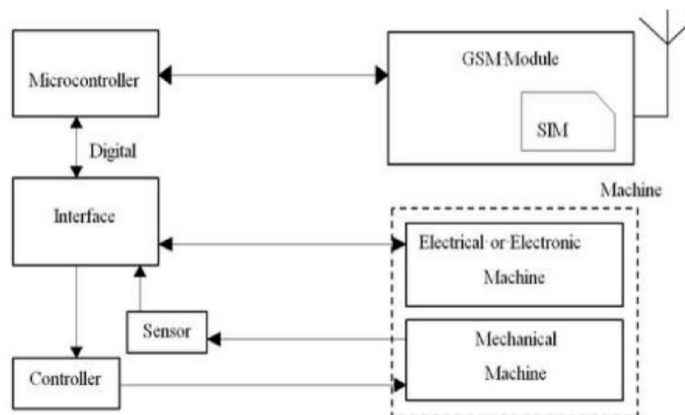 GSM Module
Microcontroller
SIM
Digital
Machine
Interface
Electrical or Electronic
Machine
Sensor
Mechanical
Machine
Controller